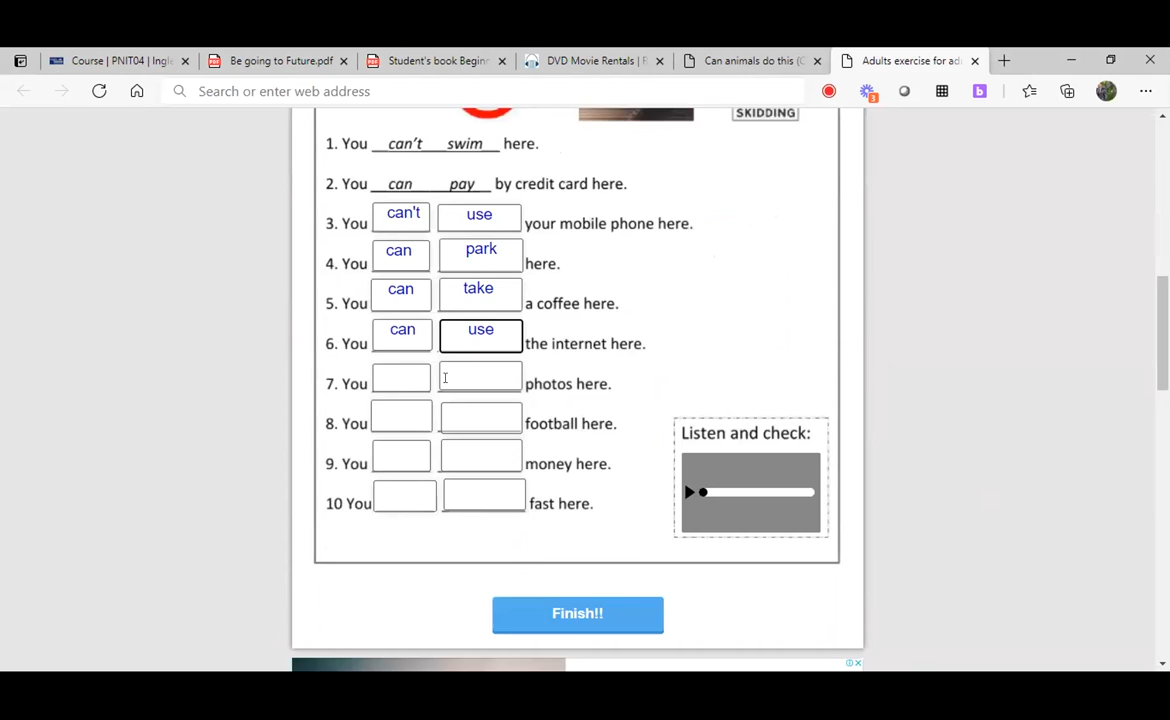 Course | PNIT04 | Ingl
Be going to Future.pdf
Student's book Beginn
DVD Movie Rentals | R
Can animals do this (C
Adults exercise for adu
Search or enter web address
3
SKIDDING
1. You can't swim here.
2. You can pay by credit card here.
3. You can't use your mobile phone here.
4. You can park here.
5. You can take a coffee here.
6. You can use the internet here.
7. You photos here.
8. You football here.
9. You money here.
10 You fast here.
Listen and check:
Finish!!